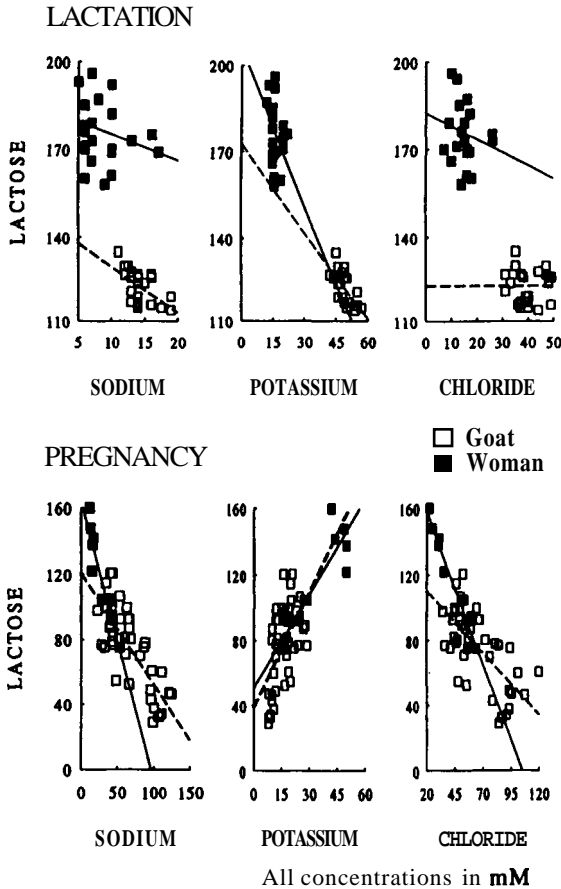 LACTATION
LACTOSE
200
170
140
110
5 10 15 20
SODIUM
200
170
140
110
0 15 30 45 60
POTASSIUM
200
170
140
110
0 10 20 30 40 50
CHLORIDE
Goat
Woman
PREGNANCY
LACTOSE
160
120
80
40
0
0 50 100 150
SODIUM
160
120
80
40
0
0 15 30 45 60
POTASSIUM
160
120
80
40
0
20 45 70 95 120
CHLORIDE
All concentrations in mM